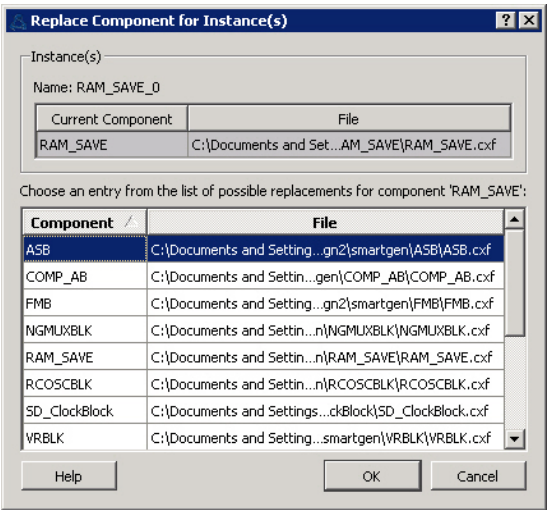 Replace Component for Instance(s)
Instance(s)
Name: RAM_SAVE_0
Current Component File
RAM_SAVE C:\Documents and Set...AM_SAVE\RAM_SAVE.cxf
Choose an entry from the list of possible replacements for component 'RAM_SAVE':
Component File
ASB C:\Documents and Setting...gn2\smartgen\ASB\ASB.cxf
COMP_AB C:\Documents and Settin...gen\COMP_AB\COMP_AB.cxf
FMB C:\Documents and Setting...gn2\smartgen\FMB\FMB.cxf
NGMUXBLK C:\Documents and Settin...n\NGMUXBLK\NGMUXBLK.cxf
RAM_SAVE C:\Documents and Settin...n\RAM_SAVE\RAM_SAVE.cxf
RCOSCBLK C:\Documents and Settin...n\RCOSCBLK\RCOSCBLK.cxf
SD_ClockBlock C:\Documents and Settings...ckBlock\SD_ClockBlock.cxf
VRBLK C:\Documents and Setting...smartgen\VRBLK\VRBLK.cxf
Help OK Cancel